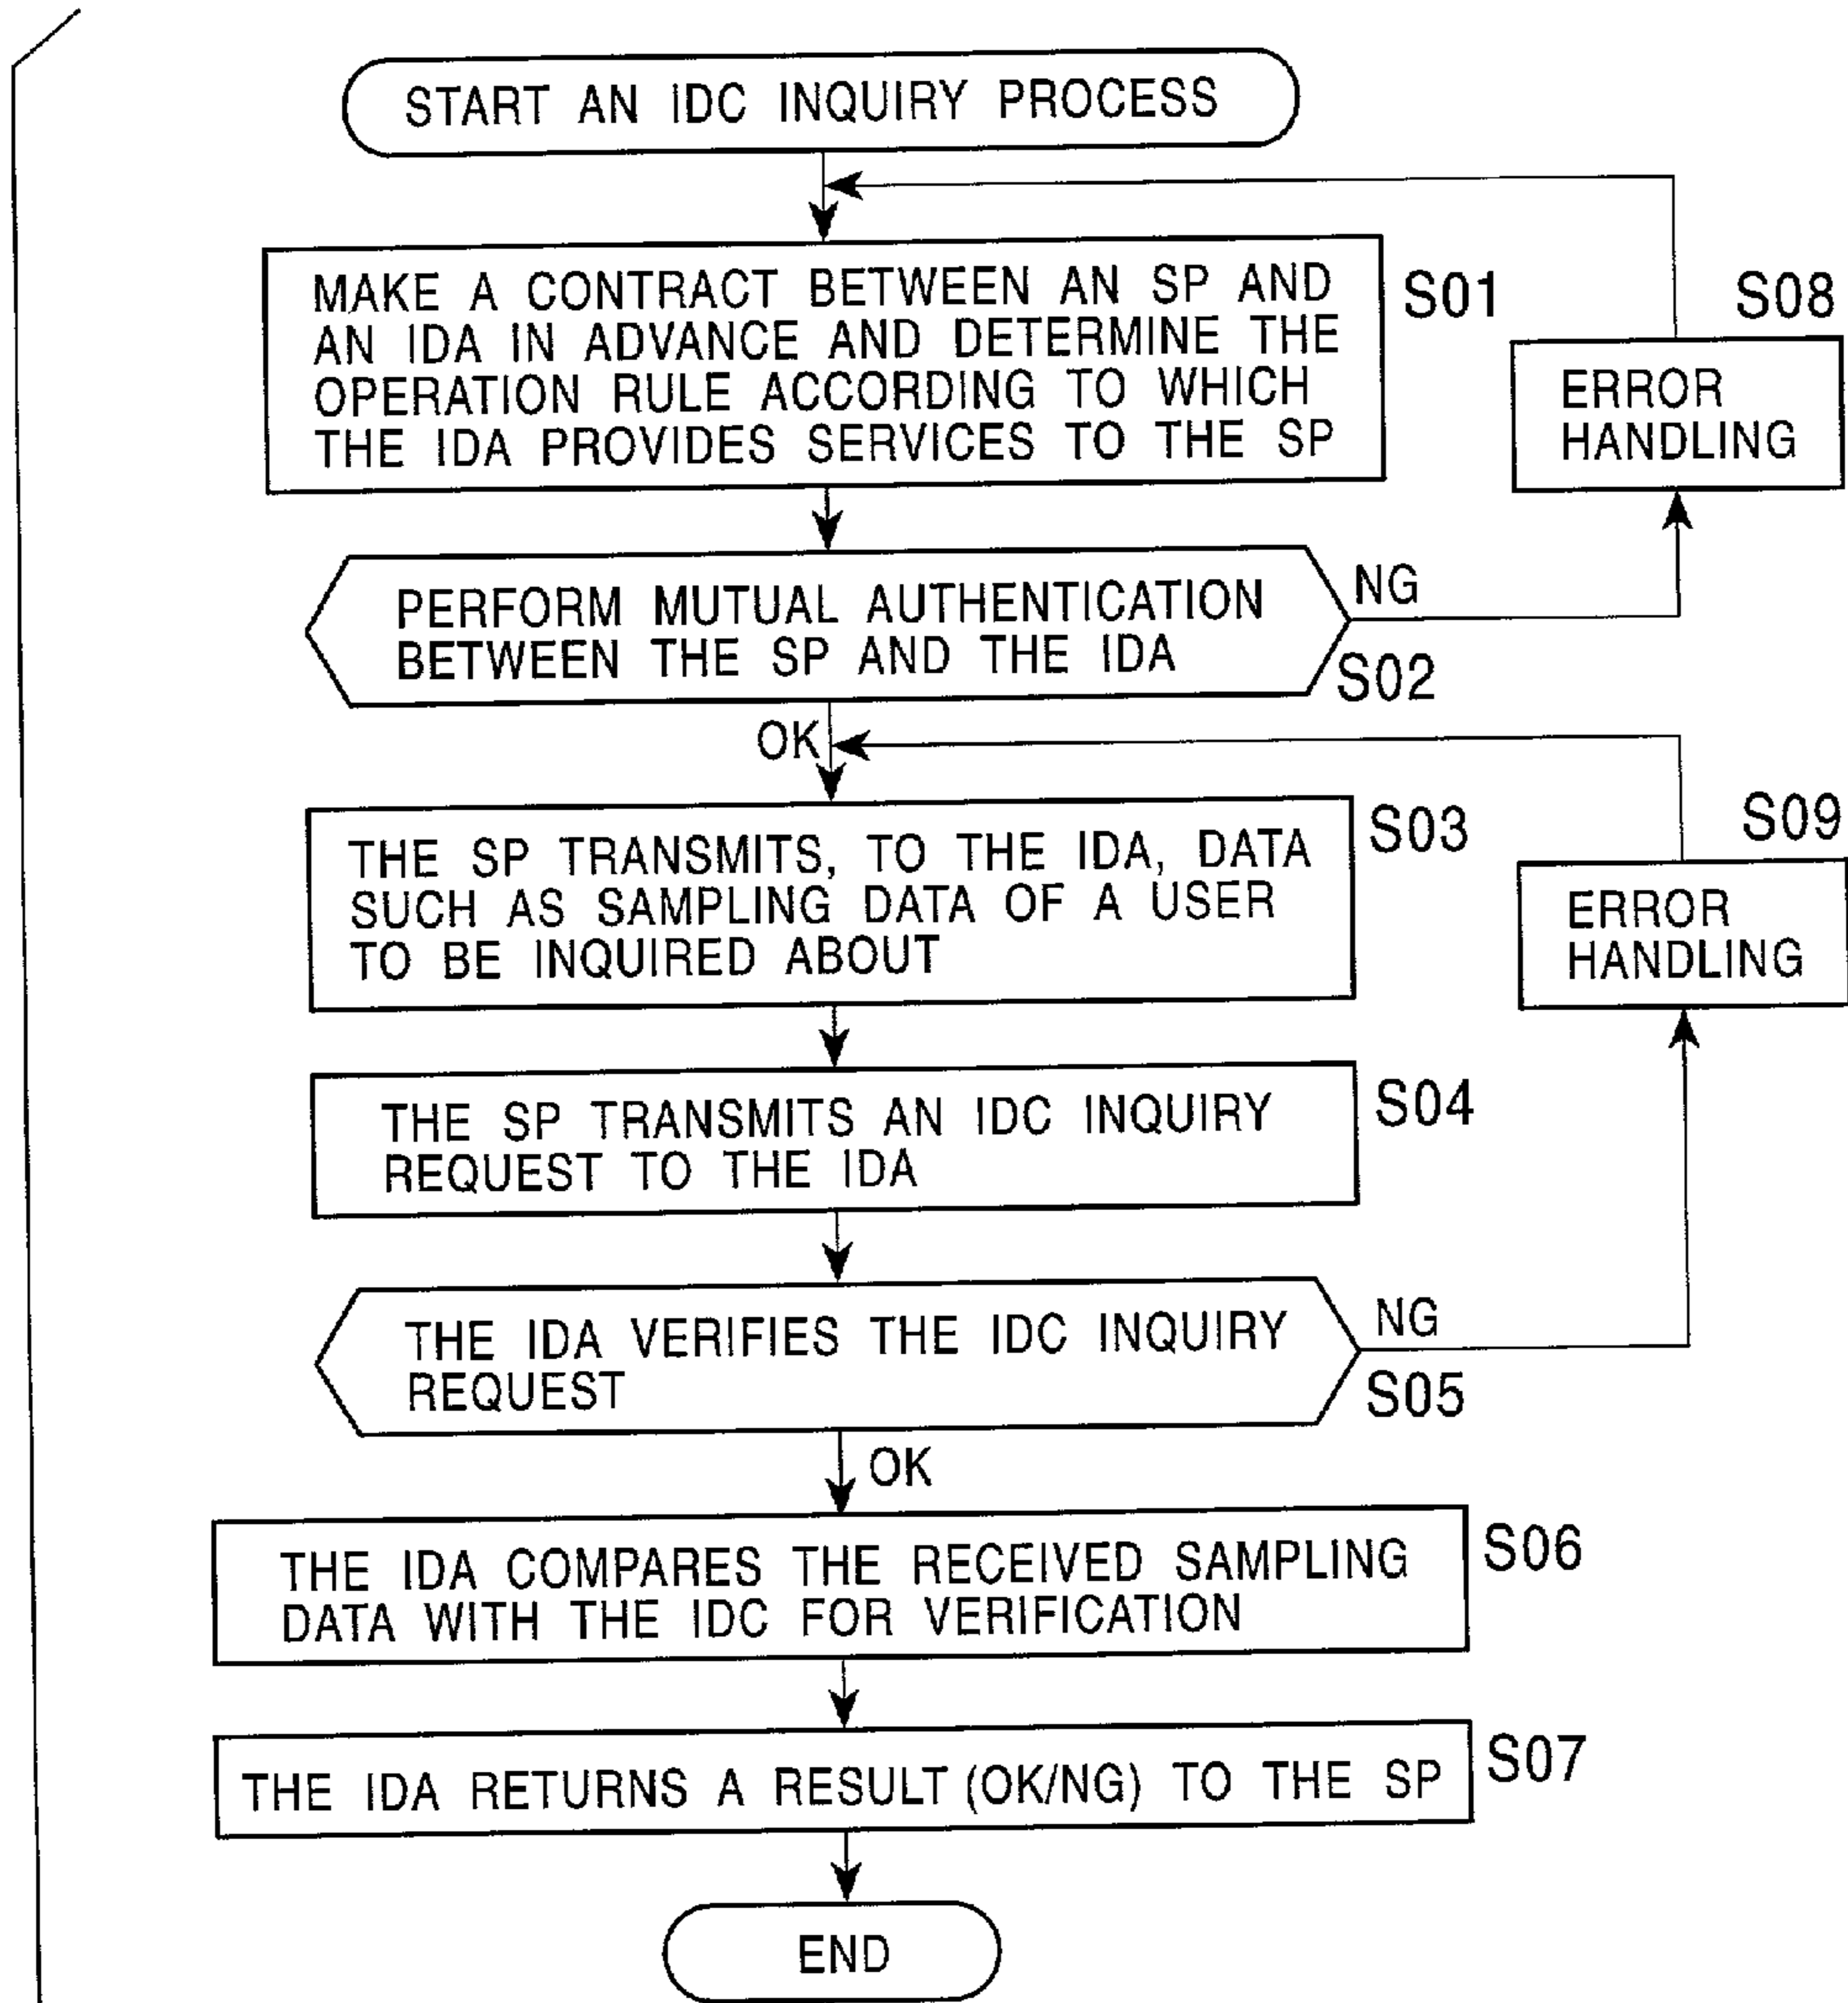 START AN IDC INQUIRY PROCESS
MAKE A CONTRACT BETWEEN AN SP AND
AN IDA IN ADVANCE AND DETERMINE THE
OPERATION RULE ACCORDING TO WHICH
THE IDA PROVIDES SERVICES TO THE SP
S01
S08
ERROR
HANDLING
PERFORM MUTUAL AUTHENTICATION
BETWEEN THE SP AND THE IDA
NG
S02
OK
THE SP TRANSMITS, TO THE IDA, DATA
SUCH AS SAMPLING DATA OF A USER
TO BE INQUIRED ABOUT
S03
S09
ERROR
HANDLING
THE SP TRANSMITS AN IDC INQUIRY
REQUEST TO THE IDA
S04
THE IDA VERIFIES THE IDC INQUIRY
REQUEST
NG
S05
OK
THE IDA COMPARES THE RECEIVED SAMPLING
DATA WITH THE IDC FOR VERIFICATION
S06
THE IDA RETURNS A RESULT (OK/NG) TO THE SP
S07
END